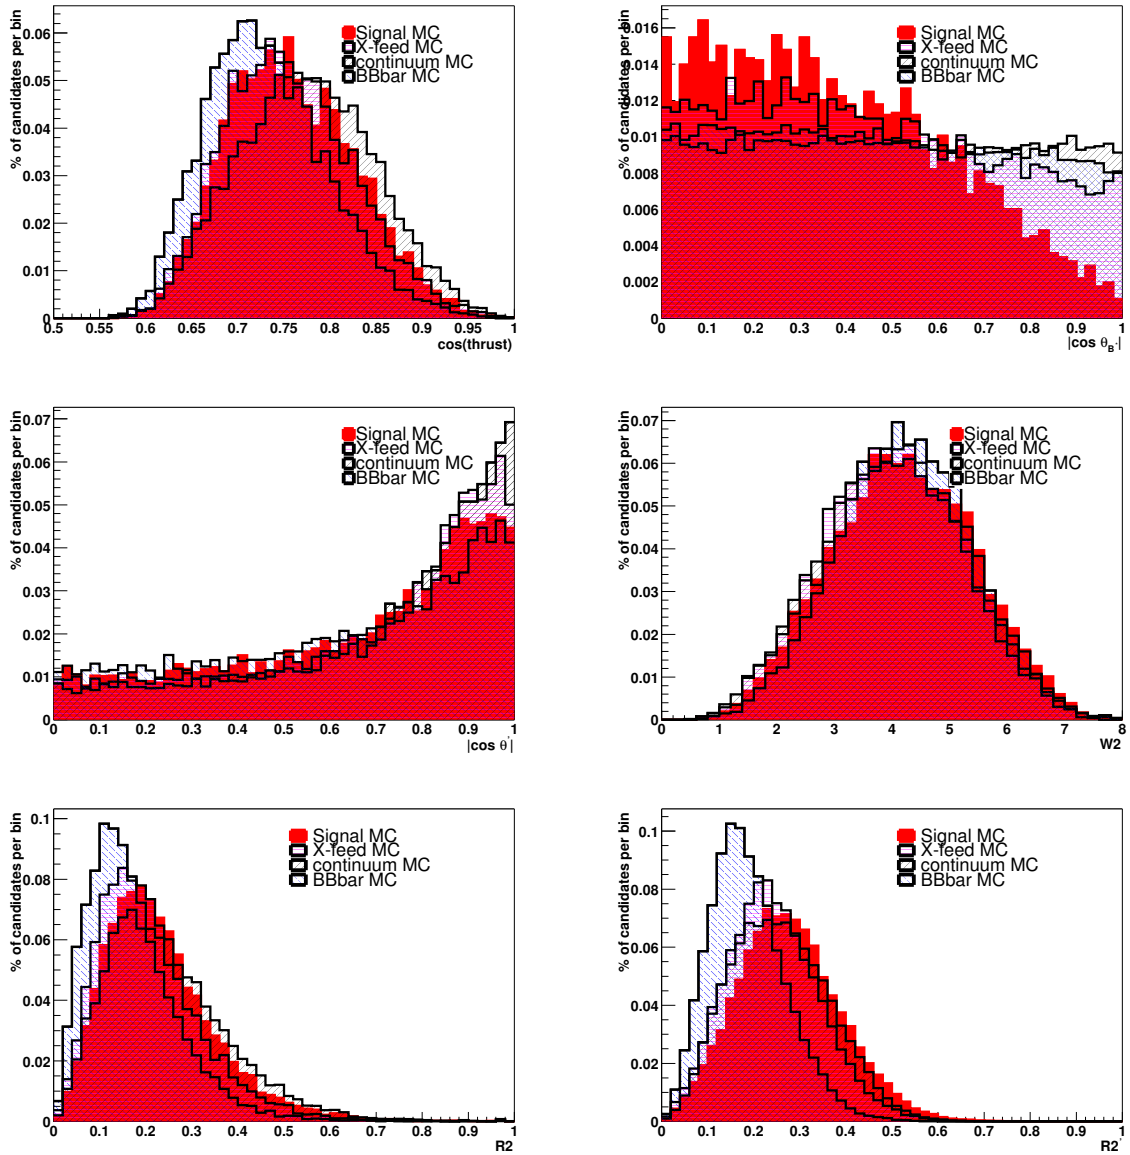 % of candidates per bin
0.06
0.05
0.04
0.03
0.02
0.01
0
Signal MC
X-feed MC
continuum MC
BBbar MC
0.5 0.55 0.6 0.65 0.7 0.75 0.8 0.85 0.9 0.95 1
cos(thrust)
% of candidates per bin
0.016
0.014
0.012
0.010
0.008
0.006
0.004
0.002
0
Signal MC
X-feed MC
continuum MC
BBbar MC
0 0.1 0.2 0.3 0.4 0.5 0.6 0.7 0.8 0.9 1
|cos θB'|
% of candidates per bin
0.07
0.06
0.05
0.04
0.03
0.02
0.01
0
Signal MC
X-feed MC
continuum MC
BBbar MC
0 0.1 0.2 0.3 0.4 0.5 0.6 0.7 0.8 0.9 1
|cos θ'|
% of candidates per bin
0.07
0.06
0.05
0.04
0.03
0.02
0.01
0
Signal MC
X-feed MC
continuum MC
BBbar MC
0 1 2 3 4 5 6 7 8
W2
% of candidates per bin
0.1
0.08
0.06
0.04
0.02
0
Signal MC
X-feed MC
continuum MC
BBbar MC
0 0.1 0.2 0.3 0.4 0.5 0.6 0.7 0.8 0.9 1
R2
% of candidates per bin
0.1
0.08
0.06
0.04
0.02
0
Signal MC
X-feed MC
continuum MC
BBbar MC
0 0.1 0.2 0.3 0.4 0.5 0.6 0.7 0.8 0.9 1
R2'